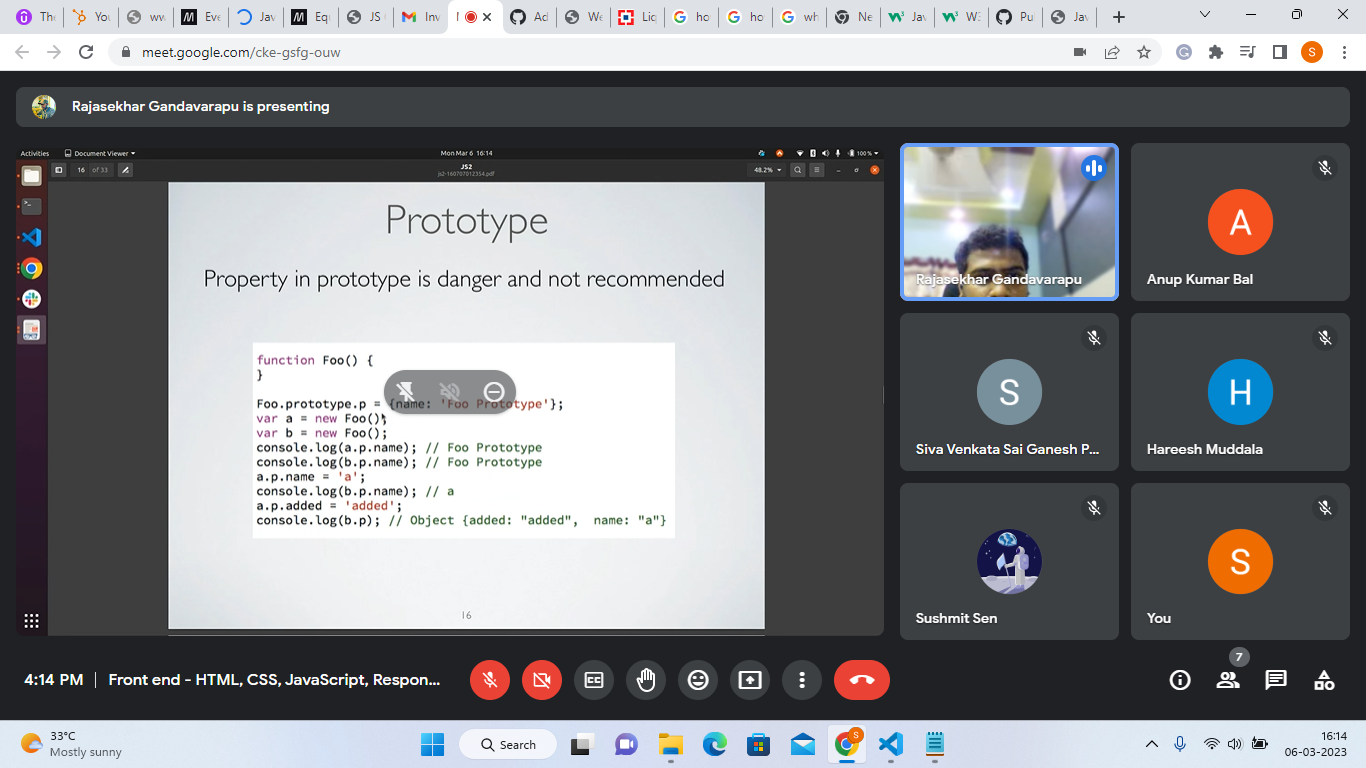 The
You
ww
Eve
Jav
Equ
JS
Inv
Ad
We
Liq
ho
ho
wh
Ne
Jav
W3
Pu
Jav
meet.google.com/cke-gsfg-ouw
S
Rajasekhar Gandavarapu is presenting
Activities Document Viewer Mon Mar 6 16:14 100 %
16 of 33 JS2 48.2%
js2-160707012354.pdf
Prototype
Property in prototype is danger and not recommended
function Foo() {
}
Foo.prototype.p = {name: 'Foo Prototype'};
var a = new Foo();
var b = new Foo();
console.log(a.p.name); // Foo Prototype
console.log(b.p.name); // Foo Prototype
a.p.name = 'a';
console.log(b.p.name); // a
a.p.added = 'added';
console.log(b.p); // Object {added: "added", name: "a"}
16
Rajasekhar Gandavarapu
A
Anup Kumar Bal
S
Siva Venkata Sai Ganesh P...
H
Hareesh Muddala
Sushmit Sen
S
You
4:14 PM | Front end - HTML, CSS, JavaScript, Respon...
7
33°C
Mostly sunny
Search
S
16:14
06-03-2023